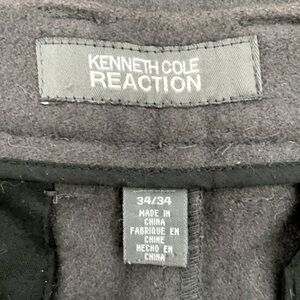 KENNETH COLE
REACTION
34/34
MADE IN
CHINA
FABRIQUE EN
CHINE
HECHO EN
CHINA